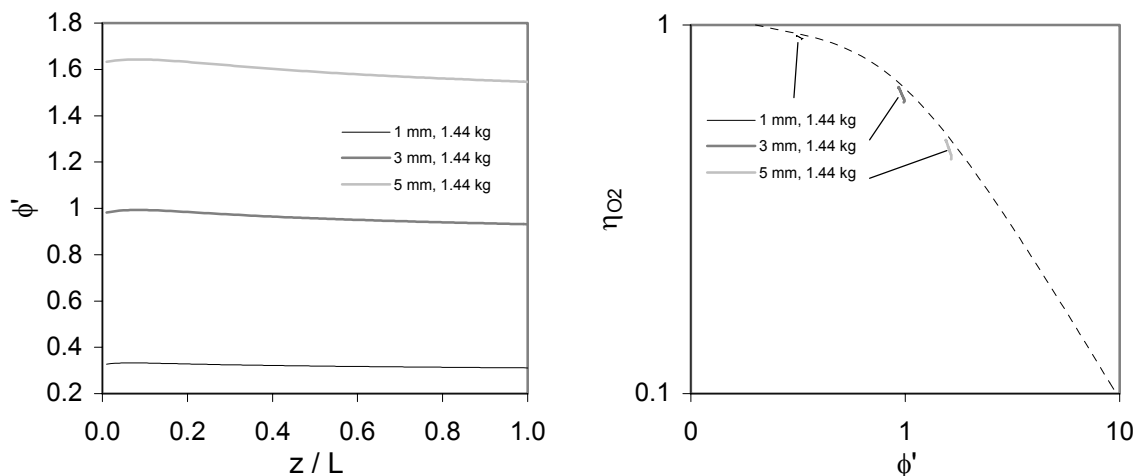 1.8
1.6
1.4
1.2
1
0.8
0.6
0.4
0.2
ϕ'
1 mm, 1.44 kg
3 mm, 1.44 kg
5 mm, 1.44 kg
0.0 0.2 0.4 0.6 0.8 1.0
z / L
1
0.1
ηO2
1 mm, 1.44 kg
3 mm, 1.44 kg
5 mm, 1.44 kg
0 1 10
ϕ'